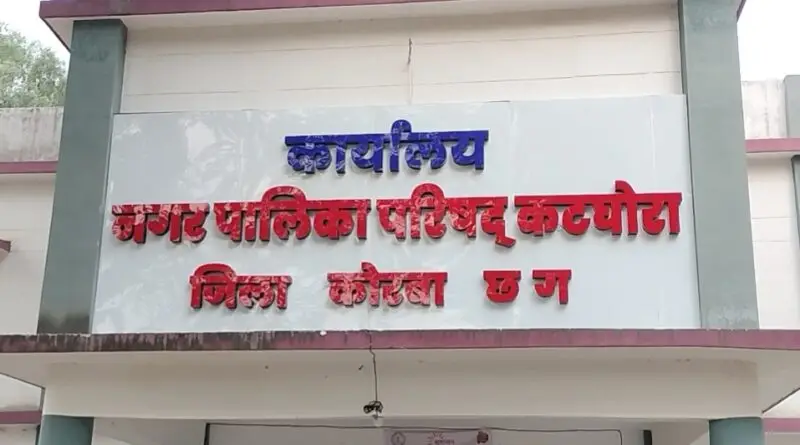 कार्यालय
नगर पालिका परिषद् कटघोरा
जिला कोरबा छ ग